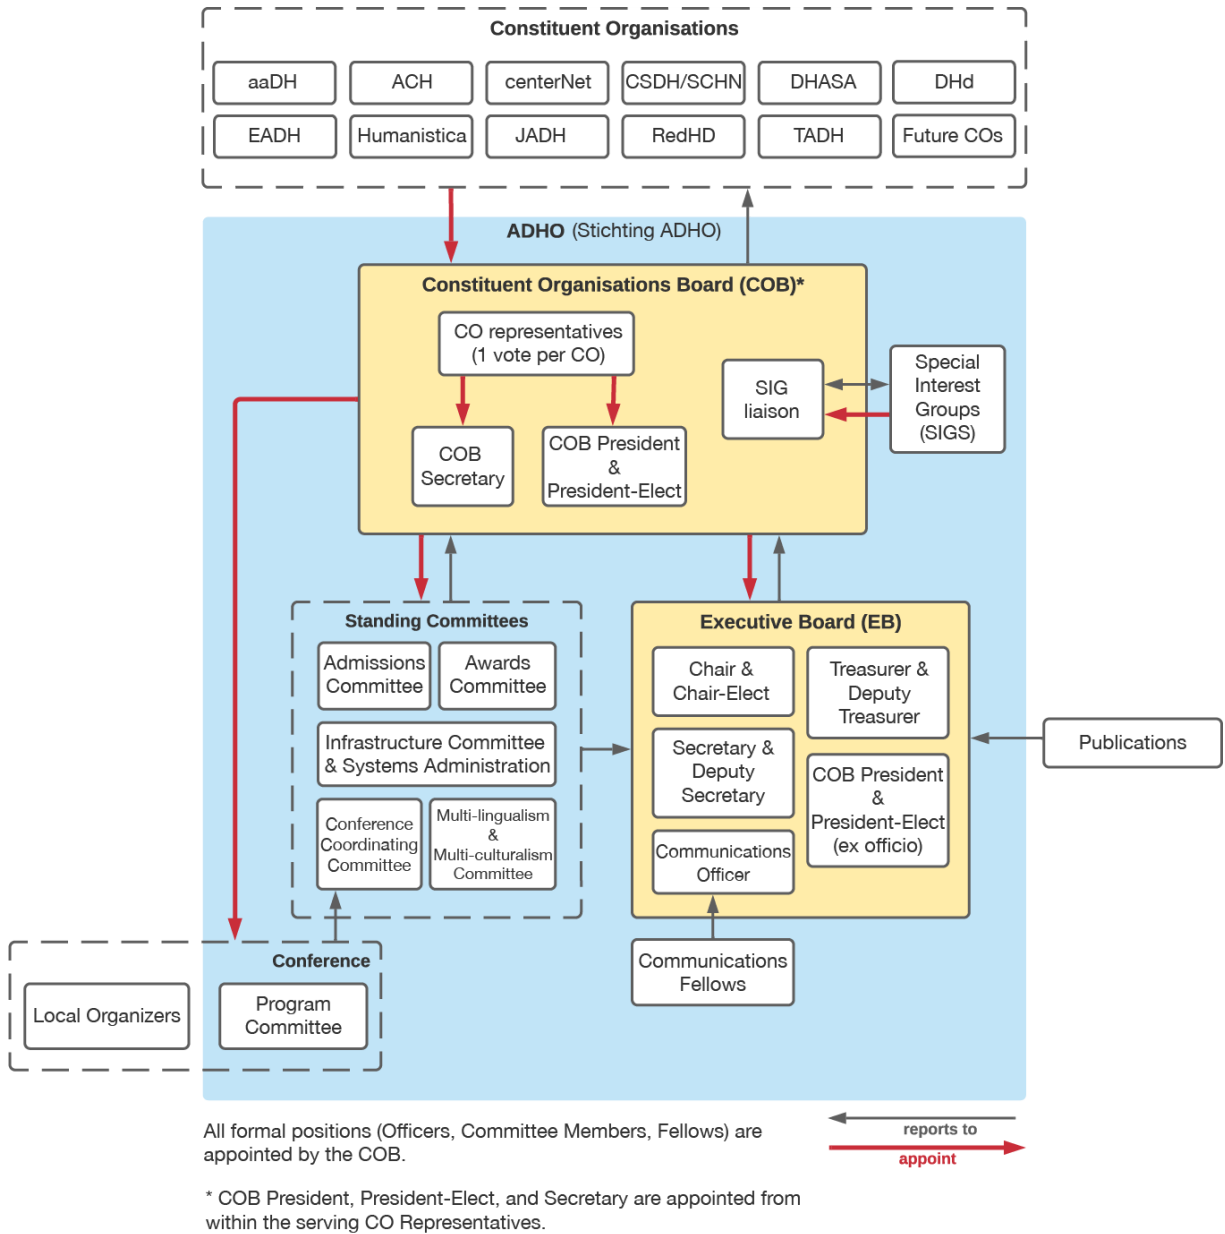 Constituent Organisations
aaDH
ACH
centerNet
CSDH/SCHN
DHASA
DHd
EADH
Humanistica
JADH
RedHD
TADH
Future COs
ADHO (Stichting ADHO)
Constituent Organisations Board (COB)*
CO representatives
(1 vote per CO)
SIG
liaison
Special
Interest
Groups
(SIGS)
COB
Secretary
COB President
&
President-Elect
Standing Committees
Admissions
Committee
Awards
Committee
Infrastructure Committee
& Systems Administration
Conference
Coordinating
Committee
Multi-lingualism
&
Multi-culturalism
Committee
Executive Board (EB)
Chair &
Chair-Elect
Treasurer &
Deputy
Treasurer
Secretary &
Deputy
Secretary
COB President
&
President-Elect
(ex officio)
Communications
Officer
Publications
Communications
Fellows
Conference
Local Organizers
Program
Committee
All formal positions (Officers, Committee Members, Fellows) are
appointed by the COB.
reports to
appoint
* COB President, President-Elect, and Secretary are appointed from
within the serving CO Representatives.